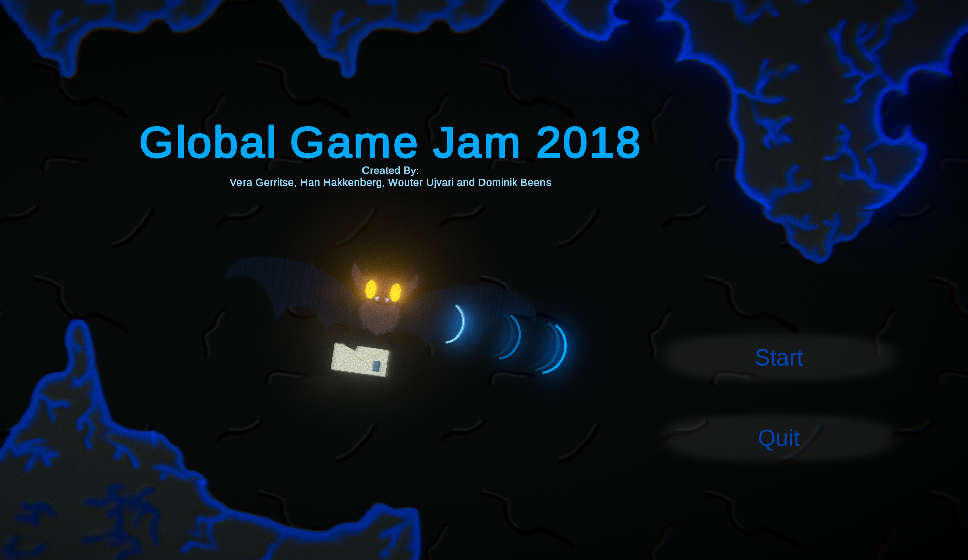 Global Game Jam 2018
Created By:
Vera Gerritse, Han Hakkenberg, Wouter Ujvari and Dominik Beens
Start
Quit